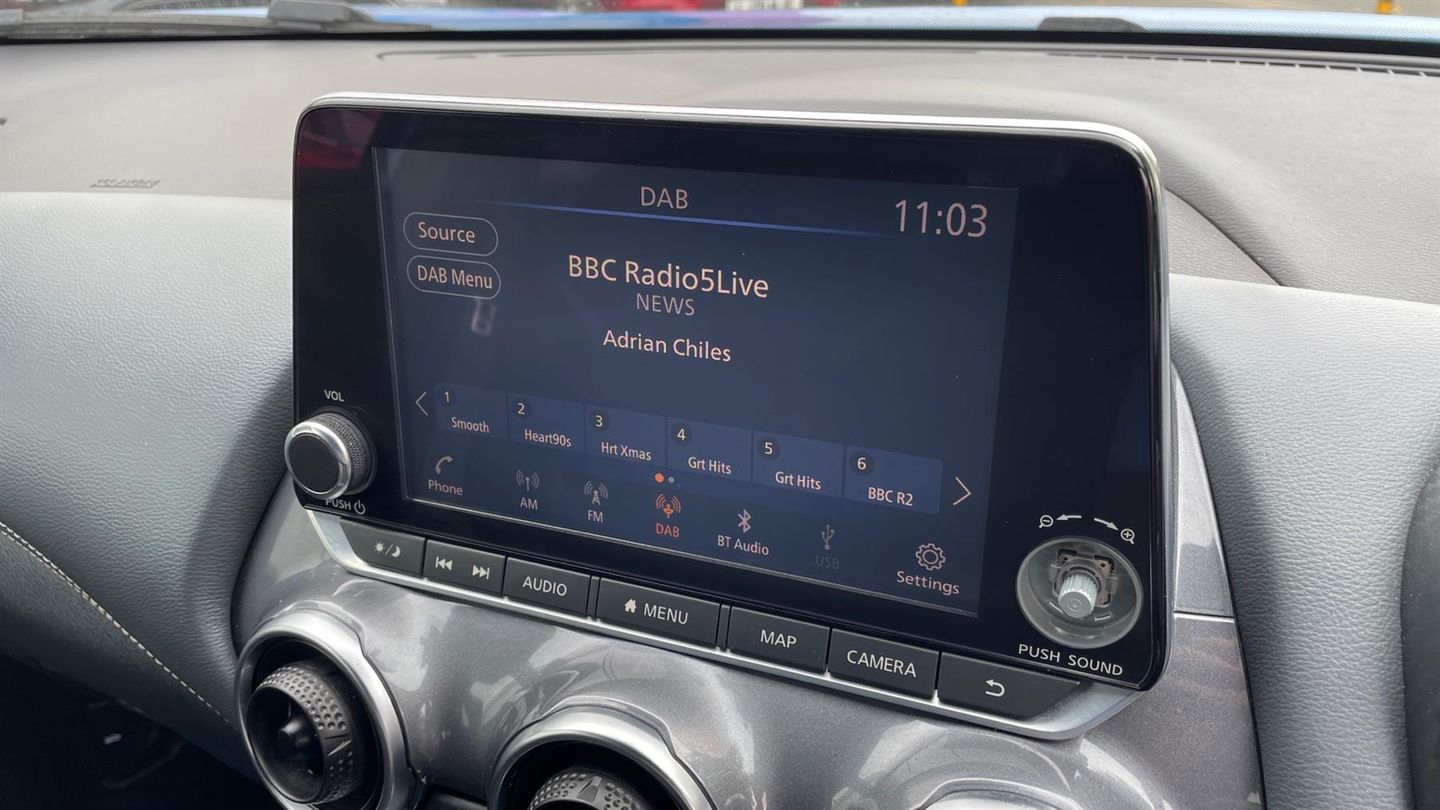 DAB
11:03
Source
DAB Menu
BBC Radio5Live
NEWS
Adrian Chiles
1
Smooth
2
Heart90s
3
Hrt Xmas
4
Grt Hits
5
Grt Hits
6
BBC R2
Phone
AM
FM
DAB
BT Audio
USB
Settings
VOL
PUSH
AUDIO
MENU
MAP
CAMERA
PUSH SOUND